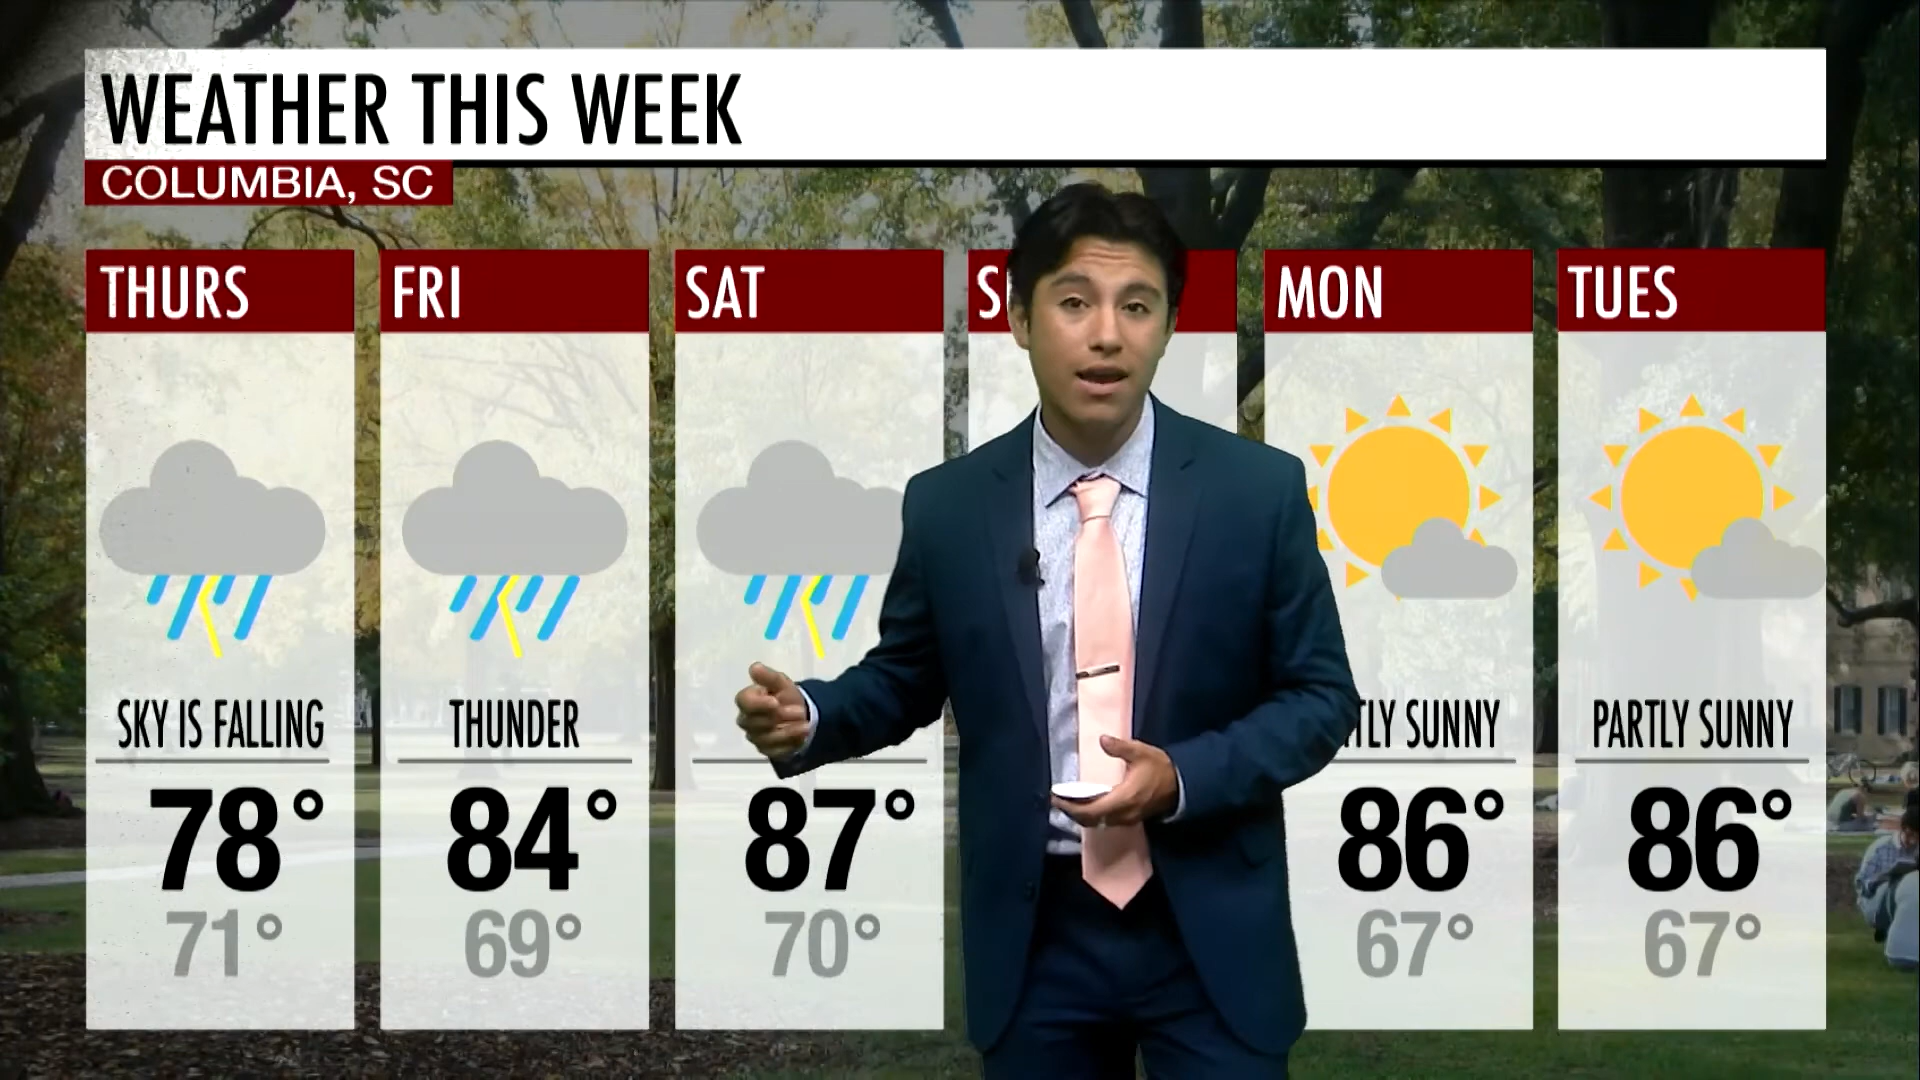 WEATHER THIS WEEK
COLUMBIA, SC
THURS FRI SAT MON TUES
SKY IS FALLING THUNDER SUNNY PARTLY SUNNY
78° 84° 87° 86° 86°
71° 69° 70° 67° 67°